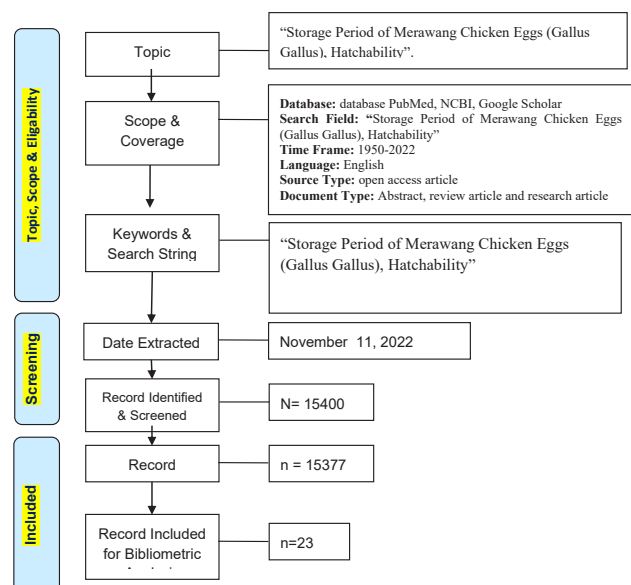 Topic, Scope & Eligability
Topic
“Storage Period of Merawang Chicken Eggs (Gallus
Gallus), Hatchability”.
Scope &
Coverage
Database: database PubMed, NCBI, Google Scholar
Search Field: “Storage Period of Merawang Chicken Eggs
(Gallus Gallus), Hatchability”
Time Frame: 1950-2022
Language: English
Source Type: open access article
Document Type: Abstract, review article and research article
Keywords &
Search String
“Storage Period of Merawang Chicken Eggs
(Gallus Gallus), Hatchability”
Screening
Date Extracted
November 11, 2022
Record Identified
& Screened
N= 15400
Included
Record
n = 15377
Record Included
for Bibliometric
n=23